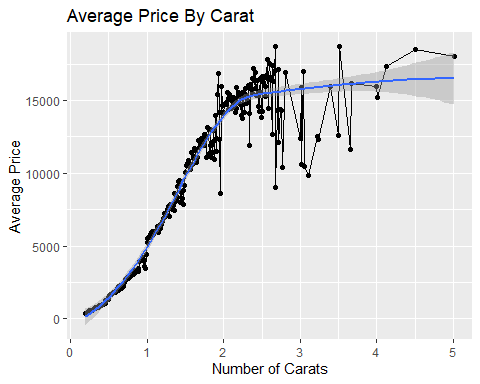 Average Price By Carat
Average Price
15000
10000
5000
0
0 1 2 3 4 5
Number of Carats